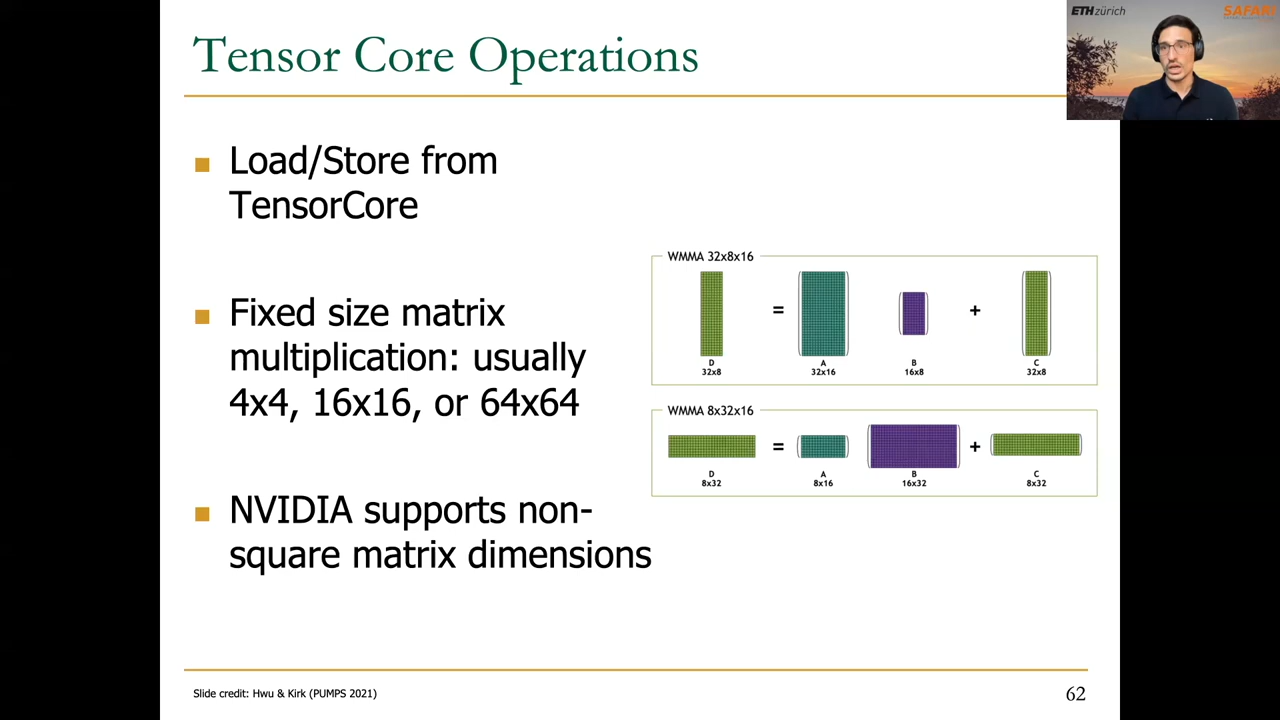 Tensor Core Operations
ETHzürich
SAFARI
Load/Store from
TensorCore
Fixed size matrix
multiplication: usually
4x4, 16x16, or 64x64
NVIDIA supports non-
square matrix dimensions
WMMA 32x8x16
= +
D A B C
32x8 32x16 16x8 32x8
WMMA 8x32x16
= +
D A B C
8x32 8x16 16x32 8x32
Slide credit: Hwu & Kirk (PUMPS 2021)
62